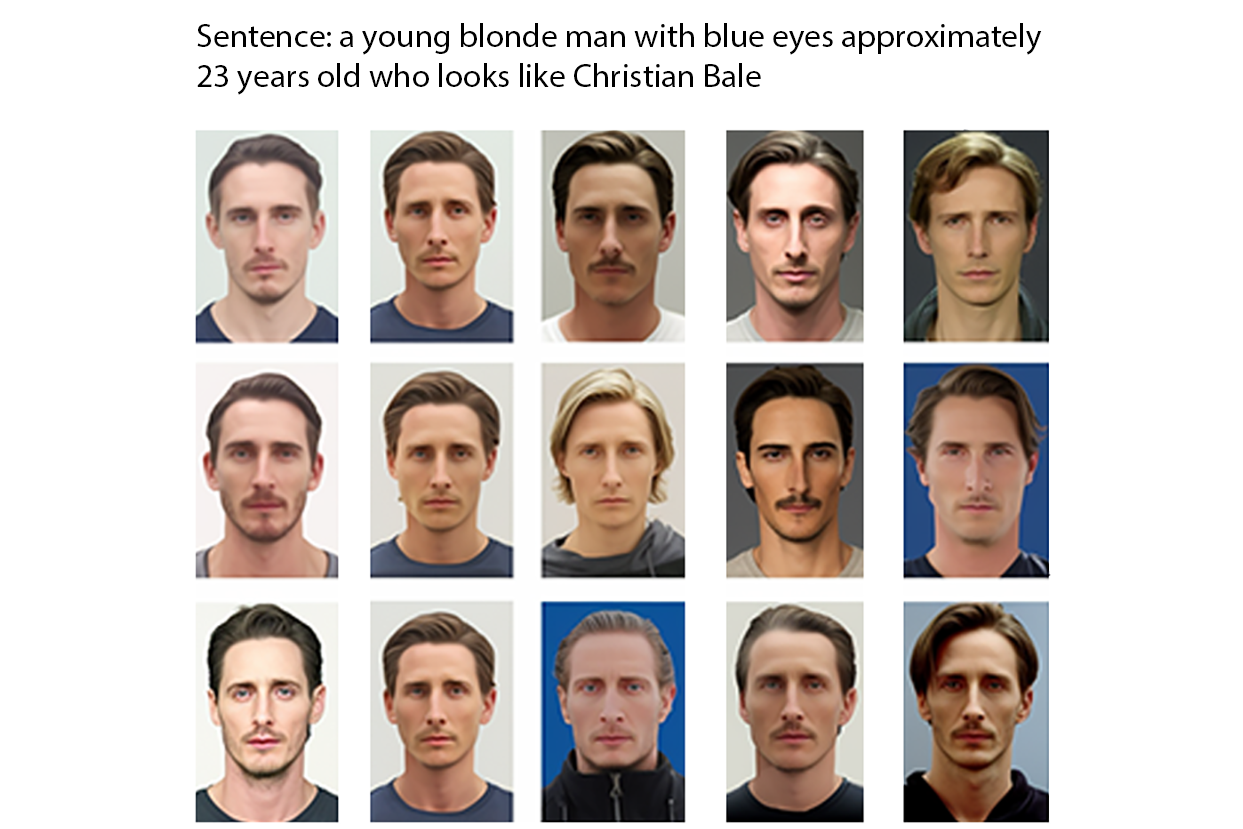 Sentence: a young blonde man with blue eyes approximately
23 years old who looks like Christian Bale